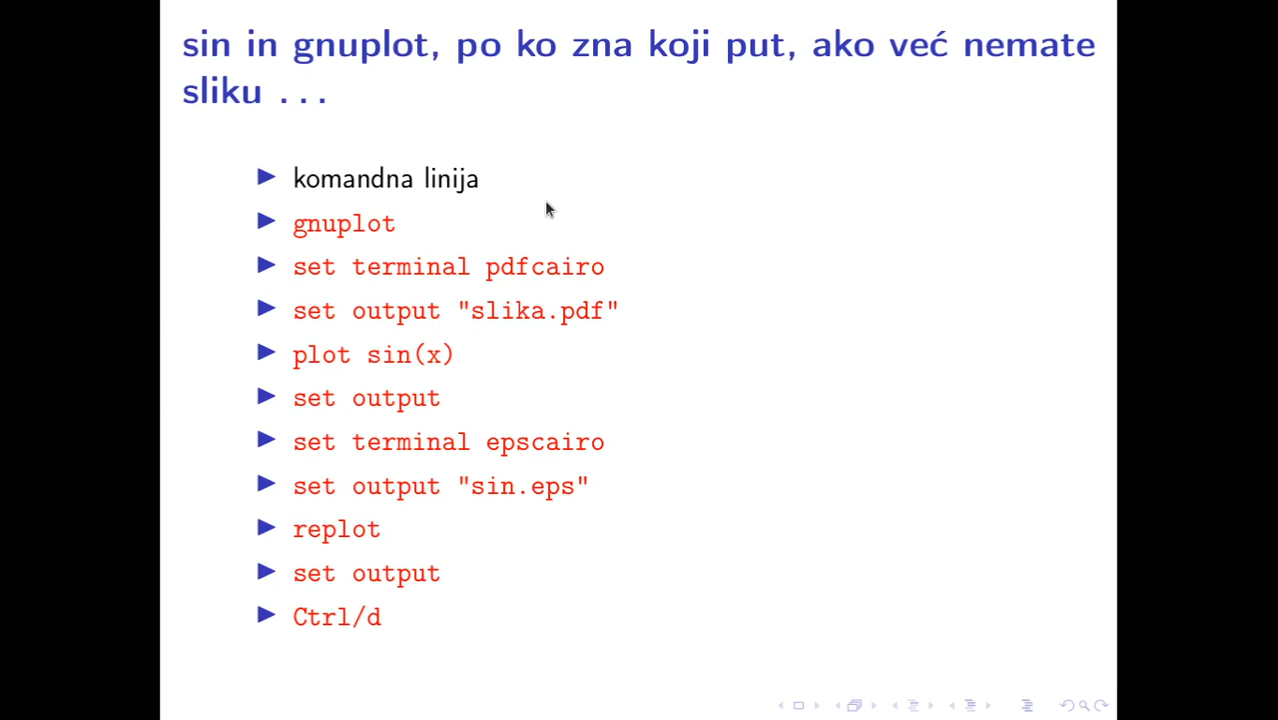 sin in gnuplot, po ko zna koji put, ako već nemate
sliku ...
komandna linija
gnuplot
set terminal pdfcairo
set output "slika.pdf"
plot sin(x)
set output
set terminal epscairo
set output "sin.eps"
replot
set output
Ctrl/d